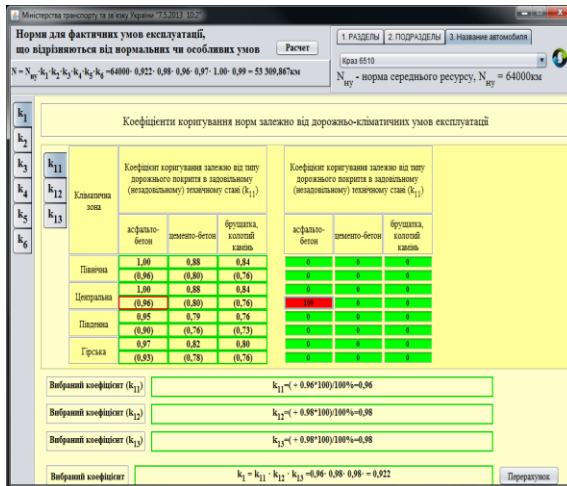 Міністерства транспорту та зв'язку України "7.5.2013 10:2"
Норми для фактичних умов експлуатації,
що відрізняються від нормальних чи особливих умов
Расчет
1. РАЗДЕЛЫ
2. ПОДРАЗДЕЛЫ
3. Название автомобиля
Краз 6510
N = Nну·k1·k2·k3·k4·k5·k6 =64000· 0,922· 0,98· 0,96· 0,97· 1.00· 0,99 = 53 309,867км
Nну - норма середнього ресурсу, Nну = 64000км
k1
k2
k3
k4
k5
k6
Коефіцієнти коригування норм залежно від дорожньо-кліматичних умов експлуатації
k11
k12
k13
Кліматична
зона
Коефіцієнт коригування залежно від типу
дорожнього покриття в задовільному
(незадовільному) технічному стані (k11)
асфальто-
бетон
цементо-бетон
брущатка,
колотий
камінь
Північна
1,00 0,88 0,84
(0,96) (0,80) (0,76)
Центральна
1,00 0,88 0,84
(0,96) (0,80) (0,76)
Південна
0,95 0,79 0,76
(0,90) (0,76) (0,73)
Гірська
0,97 0,82 0,80
(0,93) (0,78) (0,76)
Коефіцієнт коригування залежно від типу
дорожнього покриття в задовільному
(незадовільному) технічному стані (k11)
асфальто-
бетон
цементо-бетон
брущатка,
колотий
камінь
0 0 0
0 0 0
0 0 0
100 0 0
0 0 0
0 0 0
0 0 0
0 0 0
Вибраний коефіцієнт (k11)
k11=( + 0.96*100)/100%=0,96
Вибраний коефіцієнт (k12)
k12=( + 0.98*100)/100%=0,98
Вибраний коефіцієнт (k13)
k13=( + 0.98*100)/100%=0,98
Вибраний коефіцієнт
k1 = k11 · k12 · k13 =0,96· 0,98· 0,98· = 0,922
Перерахунок